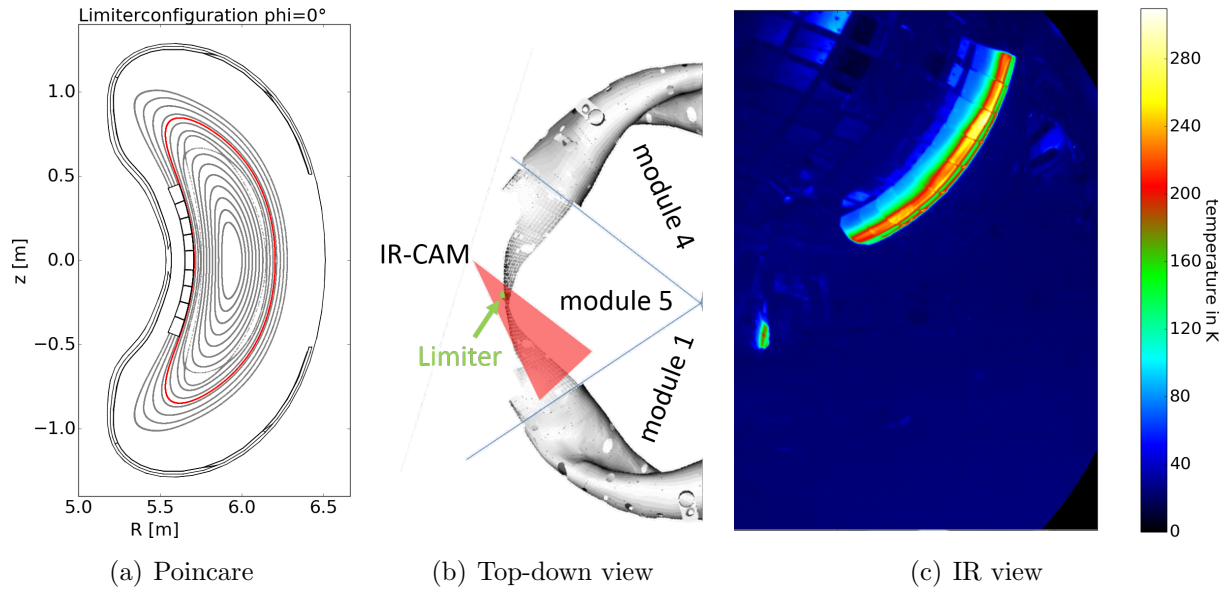 Limiterconfiguration phi=0°
1.0
0.5
0.0
−0.5
−1.0
z [m]
5.0 5.5 6.0 6.5
R [m]
IR-CAM
Limiter
module 4
module 5
module 1
280
240
200
160
120
80
40
0
temperature in K
(a) Poincare
(b) Top-down view
(c) IR view